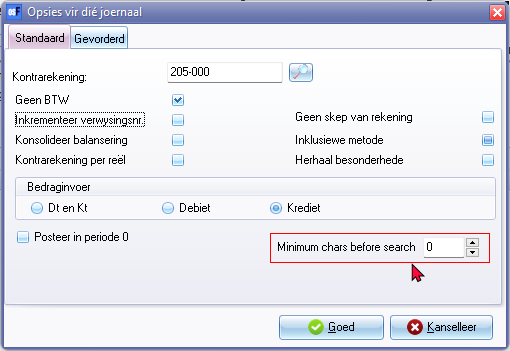 Opsies vir dié joernaal
Standaard Gevorderd
Kontrarekening: 205-000
Geen BTW
Inkrementeer verwysingsnr. Geen skep van rekening
Konsolideer balansering Inklusiewe metode
Kontrarekening per reël Herhaal besonderhede
Bedraginvoer
Dt en Kt Debiet Krediet
Posteer in periode 0 Minimum chars before search 0
Goed Kanselleer